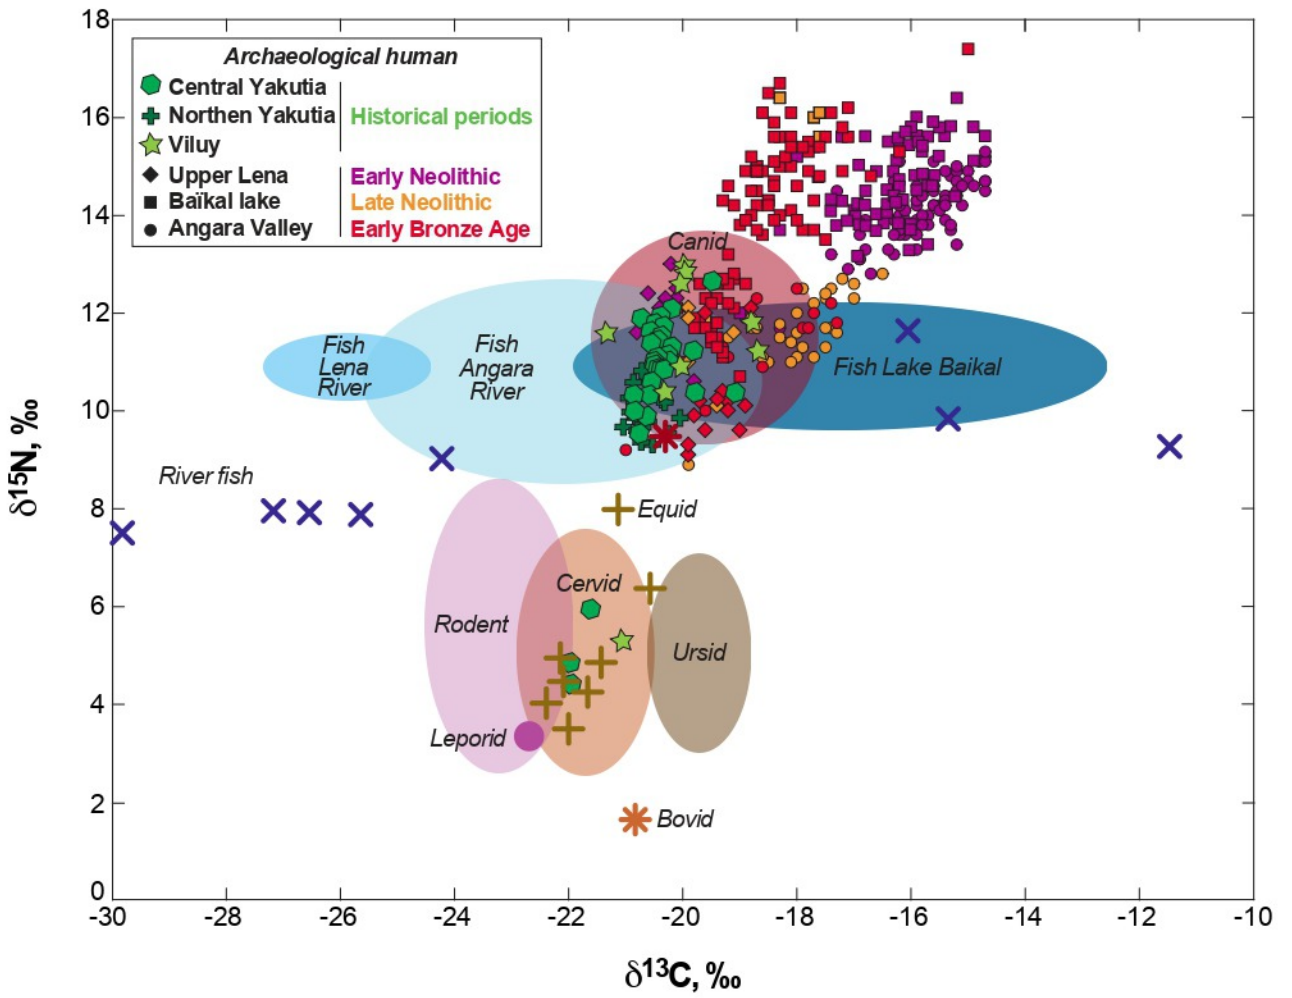 18
16
14
12
10
8
6
4
2
0
δ15N, ‰
Archaeological human
Central Yakutia
Northen Yakutia
Historical periods
Viluy
Upper Lena
Early Neolithic
Baïkal lake
Late Neolithic
Angara Valley
Early Bronze Age
Canid
Fish
Lena
River
Fish
Angara
River
Fish Lake Baikal
River fish
Equid
Cervid
Rodent
Ursid
Leporid
Bovid
-30 -28 -26 -24 -22 -20 -18 -16 -14 -12 -10
δ13C, ‰